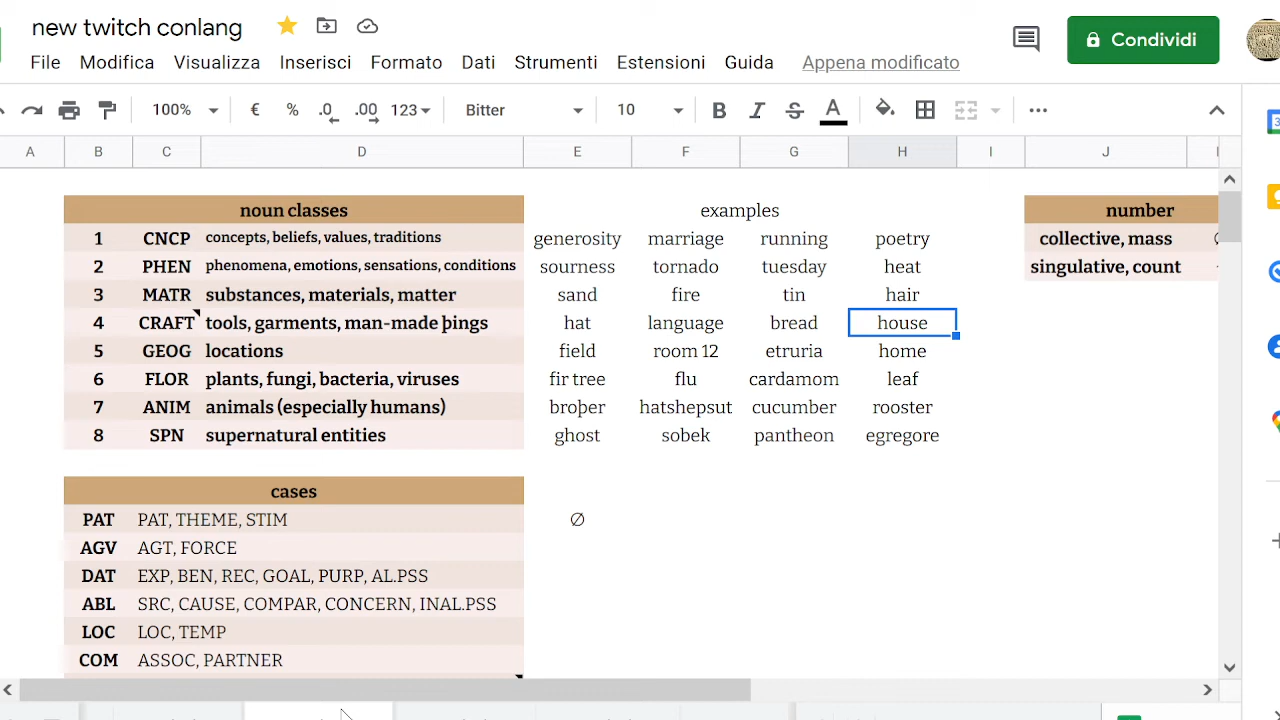 new twitch conlang
Condividi
File Modifica Visualizza Inserisci Formato Dati Strumenti Estensioni Guida Appena modificato
100% € % .0 .00 123 Bitter 10 B I S A
A B C D E F G H I J
noun classes examples number
1 CNCP concepts, beliefs, values, traditions generosity marriage running poetry collective, mass
2 PHEN phenomena, emotions, sensations, conditions sourness tornado tuesday heat singulative, count
3 MATR substances, materials, matter sand fire tin hair
4 CRAFT tools, garments, man-made þings hat language bread house
5 GEOG locations field room 12 etruria home
6 FLOR plants, fungi, bacteria, viruses fir tree flu cardamom leaf
7 ANIM animals (especially humans) broþer hatshepsut cucumber rooster
8 SPN supernatural entities ghost sobek pantheon egregore
cases
PAT PAT, THEME, STIM ∅
AGV AGT, FORCE
DAT EXP, BEN, REC, GOAL, PURP, AL.PSS
ABL SRC, CAUSE, COMPAR, CONCERN, INAL.PSS
LOC LOC, TEMP
COM ASSOC, PARTNER